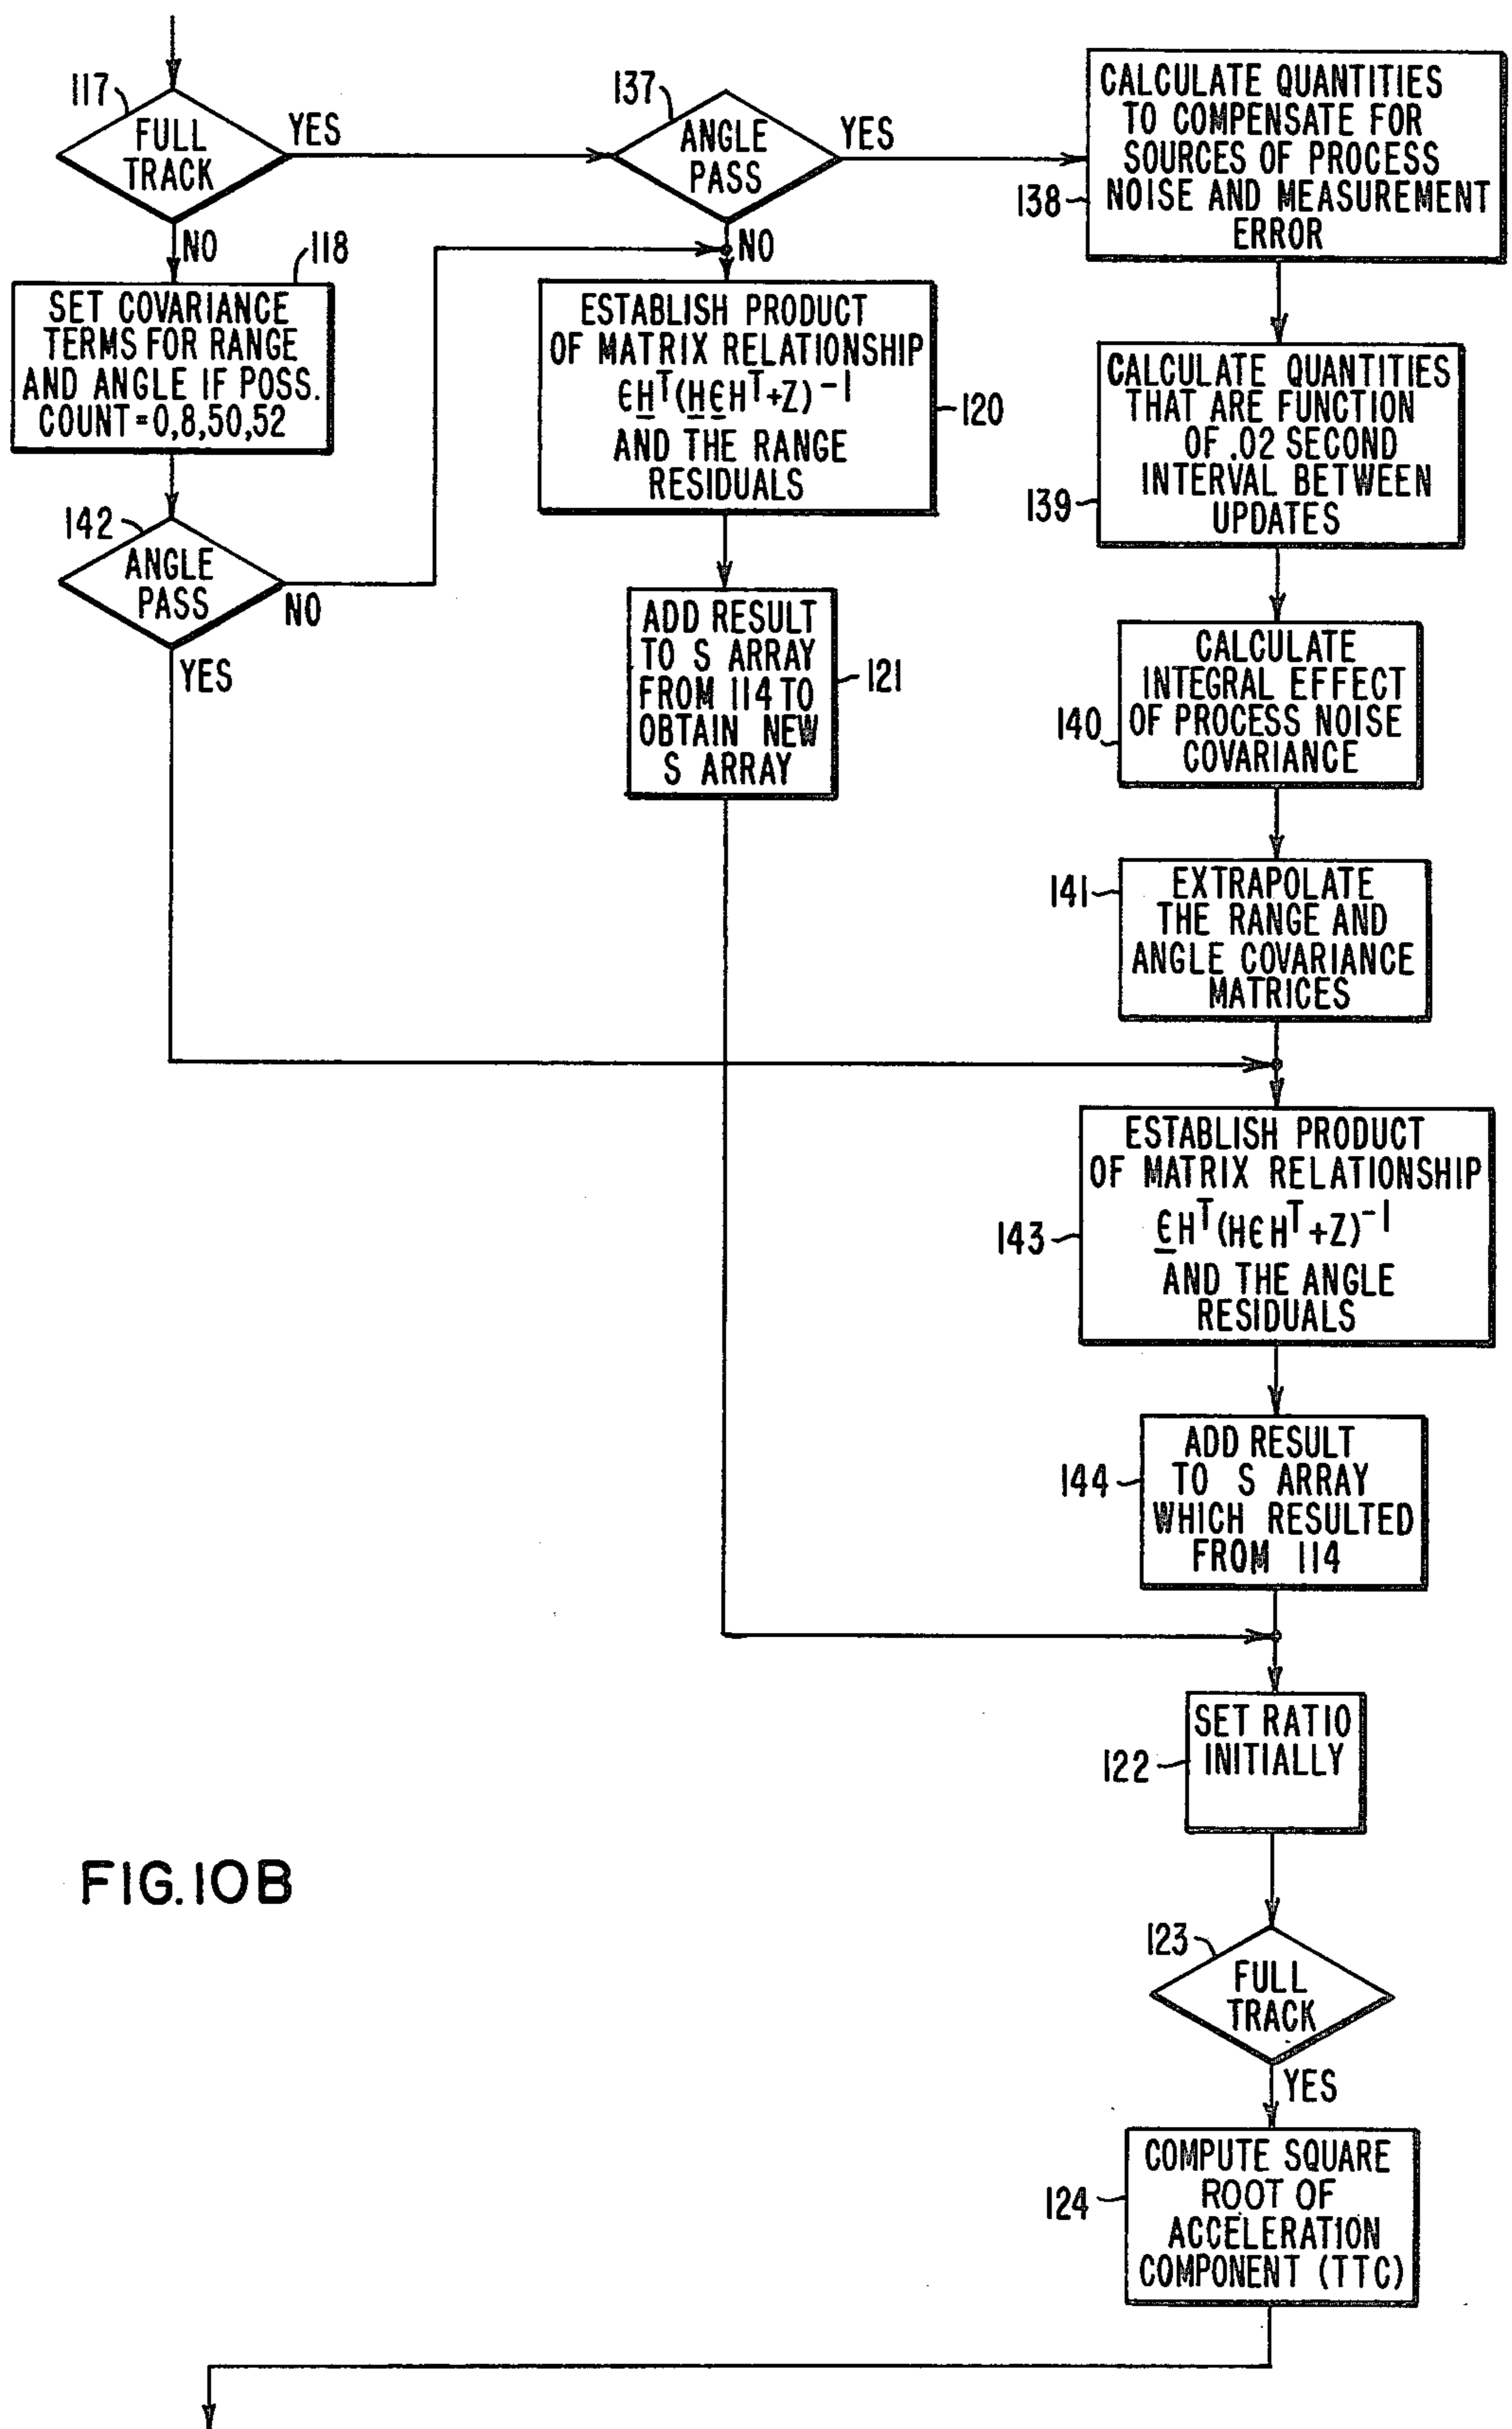 117
FULL
TRACK
YES
NO
118
SET COVARIANCE
TERMS FOR RANGE
AND ANGLE IF POSS.
COUNT=0,8,50,52
142
ANGLE
PASS
NO
YES
137
ANGLE
PASS
YES
NO
ESTABLISH PRODUCT
OF MATRIX RELATIONSHIP
ϵH̲ᵀ(H̲ϵ̲Hᵀ+Z)⁻¹
AND THE RANGE
RESIDUALS
120
ADD RESULT
TO S ARRAY
FROM 114 TO
OBTAIN NEW
S ARRAY
121
CALCULATE QUANTITIES
TO COMPENSATE FOR
SOURCES OF PROCESS
NOISE AND MEASUREMENT
ERROR
138
CALCULATE QUANTITIES
THAT ARE FUNCTION
OF .02 SECOND
INTERVAL BETWEEN
UPDATES
139
CALCULATE
INTEGRAL EFFECT
OF PROCESS NOISE
COVARIANCE
140
141
EXTRAPOLATE
THE RANGE AND
ANGLE COVARIANCE
MATRICES
ESTABLISH PRODUCT
OF MATRIX RELATIONSHIP
ϵ̲Hᵀ(HϵHᵀ+Z)⁻¹
AND THE ANGLE
RESIDUALS
143
ADD RESULT
TO S ARRAY
WHICH RESULTED
FROM 114
144
SET RATIO
INITIALLY
122
123
FULL
TRACK
YES
COMPUTE SQUARE
ROOT OF
ACCELERATION
COMPONENT (TTC)
124
FIG.10B